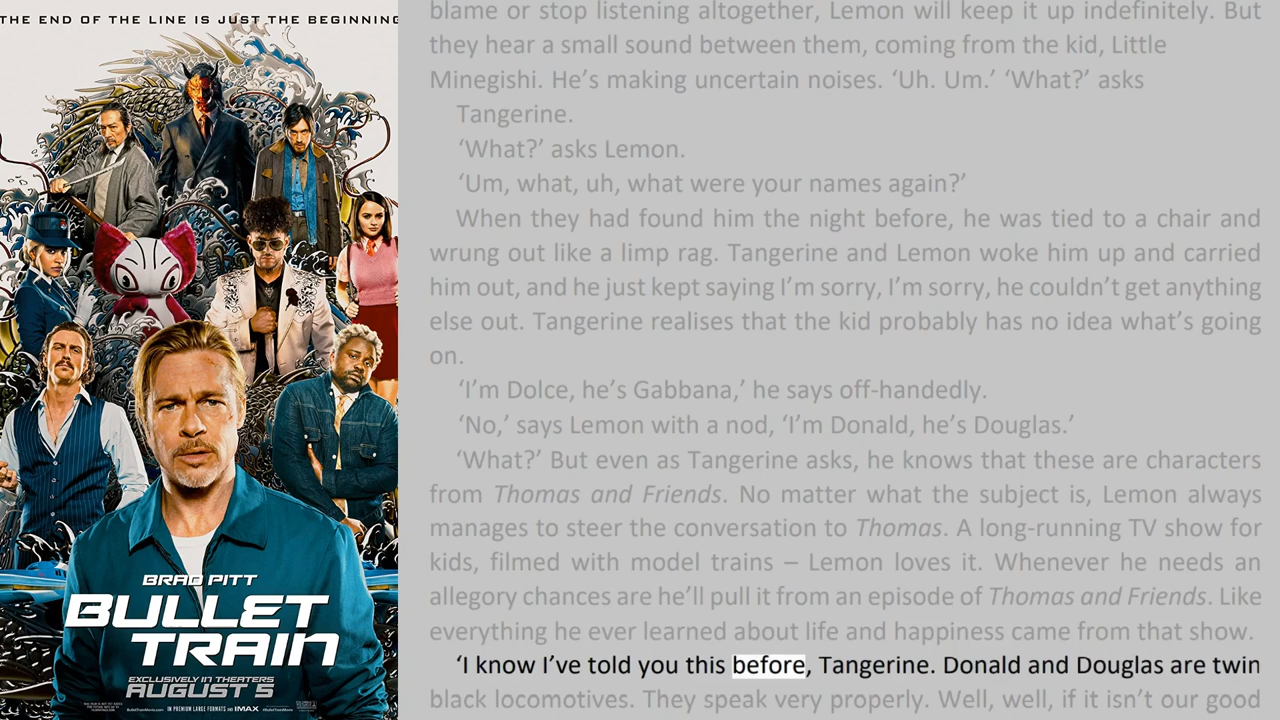 THE END OF THE LINE IS JUST THE BEGINNING
BRAD PITT
BULLET
TRAIN
EXCLUSIVELY IN THEATERS
AUGUST 5
IN PREMIUM LARGE FORMATS AND IMAX
blame or stop listening altogether, Lemon will keep it up indefinitely. But
they hear a small sound between them, coming from the kid, Little
Minegishi. He’s making uncertain noises. ‘Uh. Um.’ ‘What?’ asks
Tangerine.
‘What?’ asks Lemon.
‘Um, what, uh, what were your names again?’
When they had found him the night before, he was tied to a chair and
wrung out like a limp rag. Tangerine and Lemon woke him up and carried
him out, and he just kept saying I’m sorry, I’m sorry, he couldn’t get anything
else out. Tangerine realises that the kid probably has no idea what’s going
on.
‘I’m Dolce, he’s Gabbana,’ he says off-handedly.
‘No,’ says Lemon with a nod, ‘I’m Donald, he’s Douglas.’
‘What?’ But even as Tangerine asks, he knows that these are characters
from Thomas and Friends. No matter what the subject is, Lemon always
manages to steer the conversation to Thomas. A long-running TV show for
kids, filmed with model trains – Lemon loves it. Whenever he needs an
allegory chances are he’ll pull it from an episode of Thomas and Friends. Like
everything he ever learned about life and happiness came from that show.
‘I know I’ve told you this before, Tangerine. Donald and Douglas are twin
black locomotives. They speak very properly. Well well, if it isn’t our good